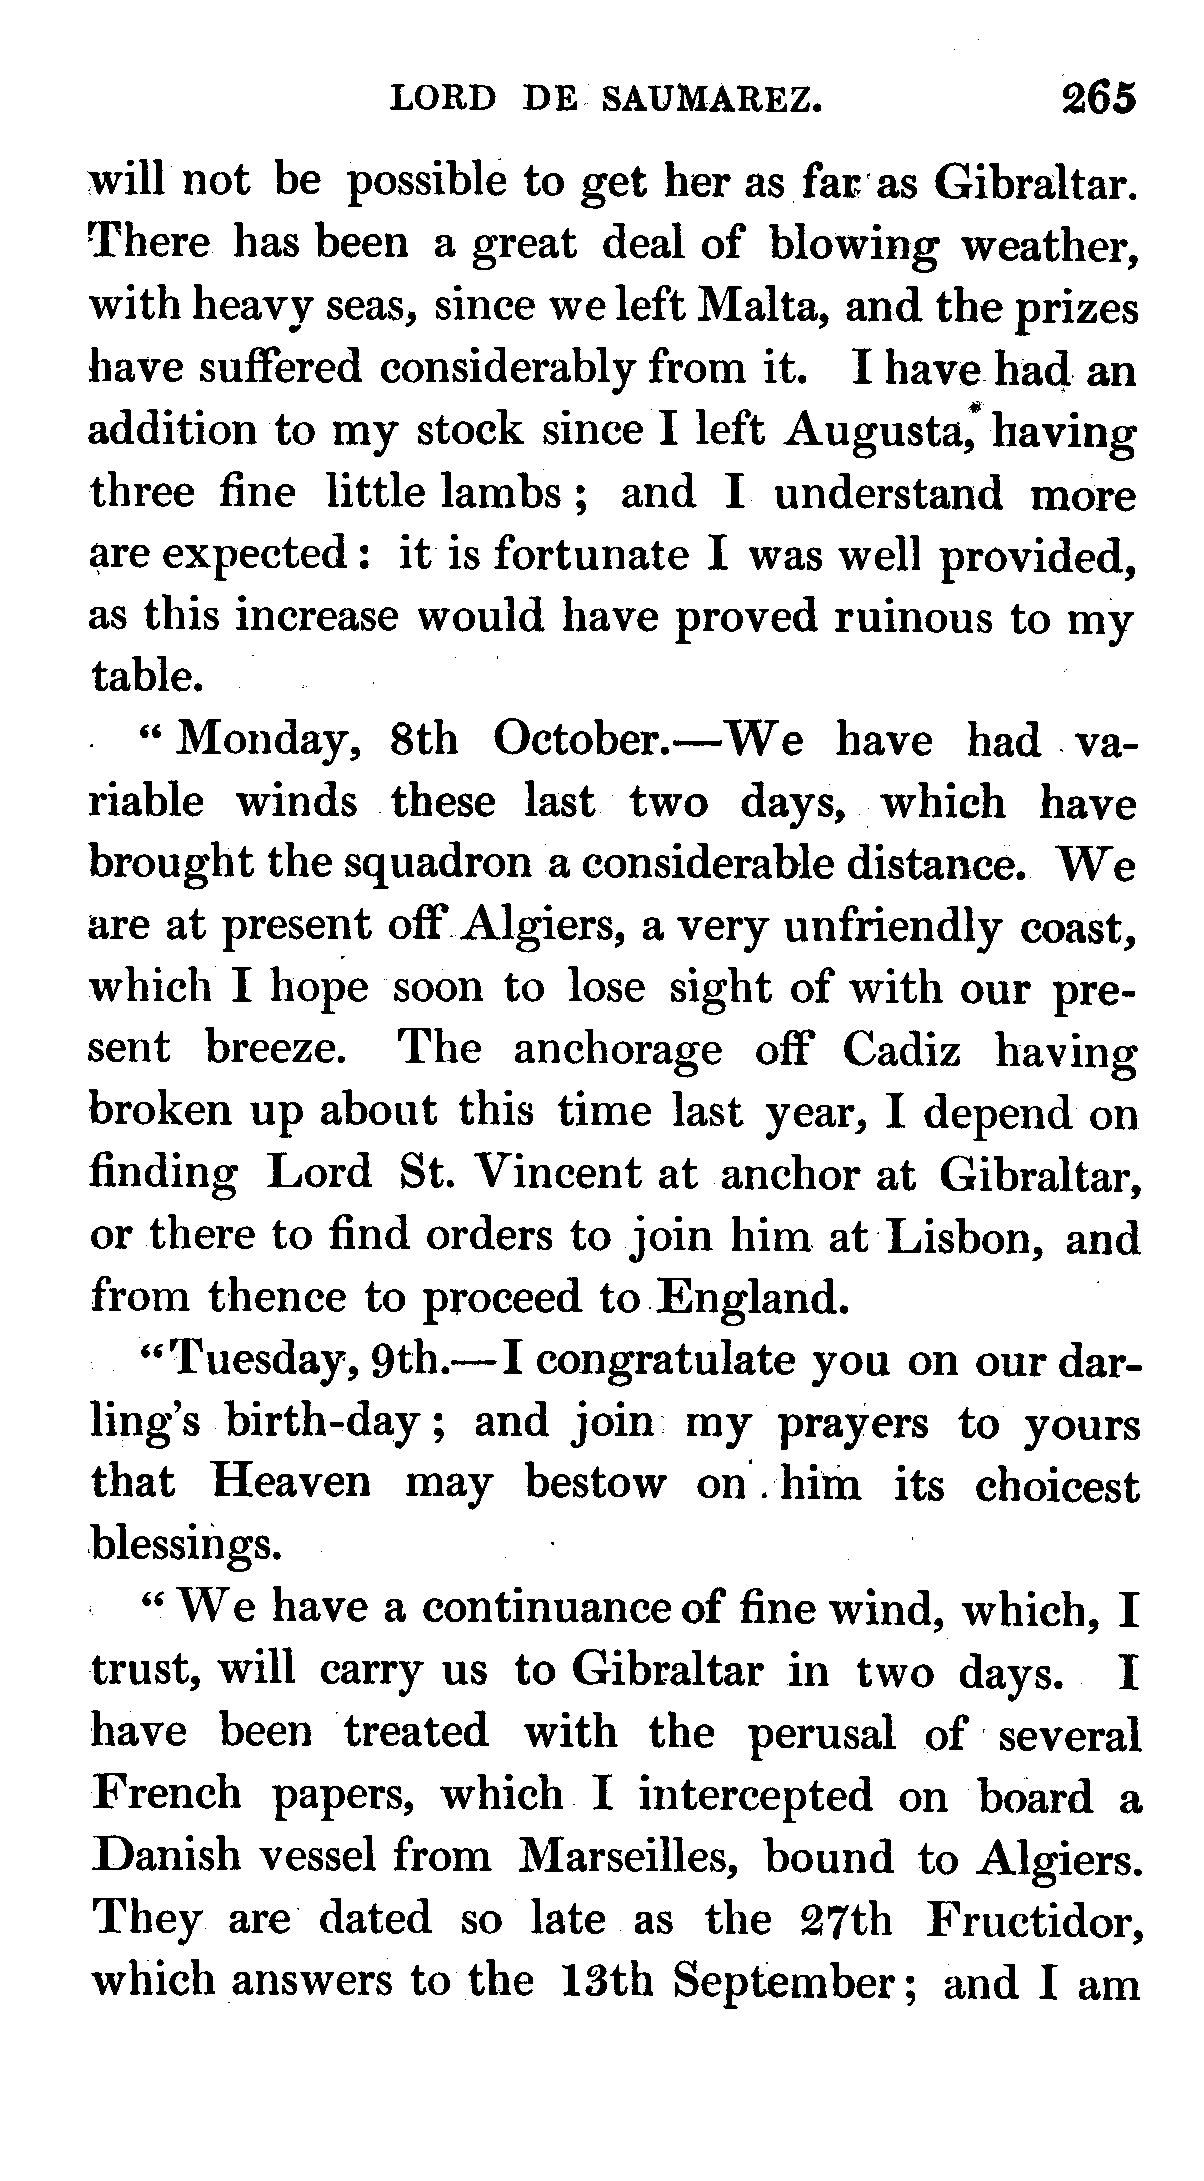 LORD DE SAUMAREZ. 265
will not be possible to get her as far as Gibraltar.
There has been a great deal of blowing weather,
with heavy seas, since we left Malta, and the prizes
have suffered considerably from it. I have had an
addition to my stock since I left Augusta,* having
three fine little lambs ; and I understand more
are expected : it is fortunate I was well provided,
as this increase would have proved ruinous to my
table.
“ Monday, 8th October.—We have had va-
riable winds these last two days, which have
brought the squadron a considerable distance. We
are at present off Algiers, a very unfriendly coast,
which I hope soon to lose sight of with our pre-
sent breeze. The anchorage off Cadiz having
broken up about this time last year, I depend on
finding Lord St. Vincent at anchor at Gibraltar,
or there to find orders to join him at Lisbon, and
from thence to proceed to England.
“Tuesday, 9th.—I congratulate you on our dar-
ling’s birth-day ; and join my prayers to yours
that Heaven may bestow on him its choicest
blessings.
“ We have a continuance of fine wind, which, I
trust, will carry us to Gibraltar in two days. I
have been treated with the perusal of several
French papers, which I intercepted on board a
Danish vessel from Marseilles, bound to Algiers.
They are dated so late as the 27th Fructidor,
which answers to the 13th September ; and I am